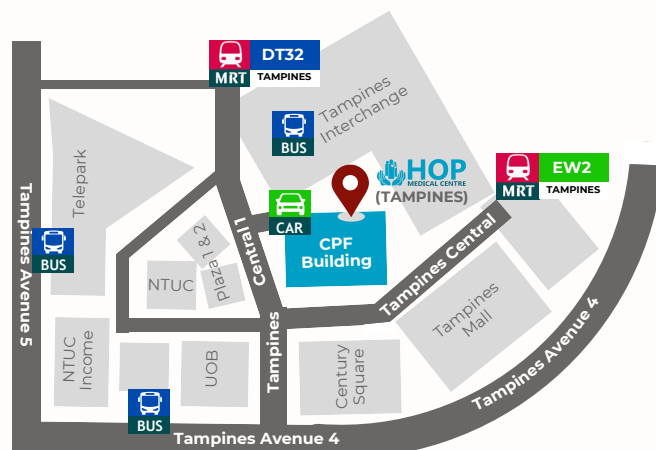 DT32
MRT
TAMPINES
Tampines
Interchange
BUS
HOP
MEDICAL CENTRE
(TAMPINES)
EW2
MRT
TAMPINES
Telepark
Tampines Avenue 5
BUS
CAR
CPF
Building
Central 1
Plaza 1 & 2
NTUC
Tampines Central
Tampines
Mall
Tampines Avenue 4
NTUC
Income
UOB
Tampines
Century
Square
BUS
Tampines Avenue 4